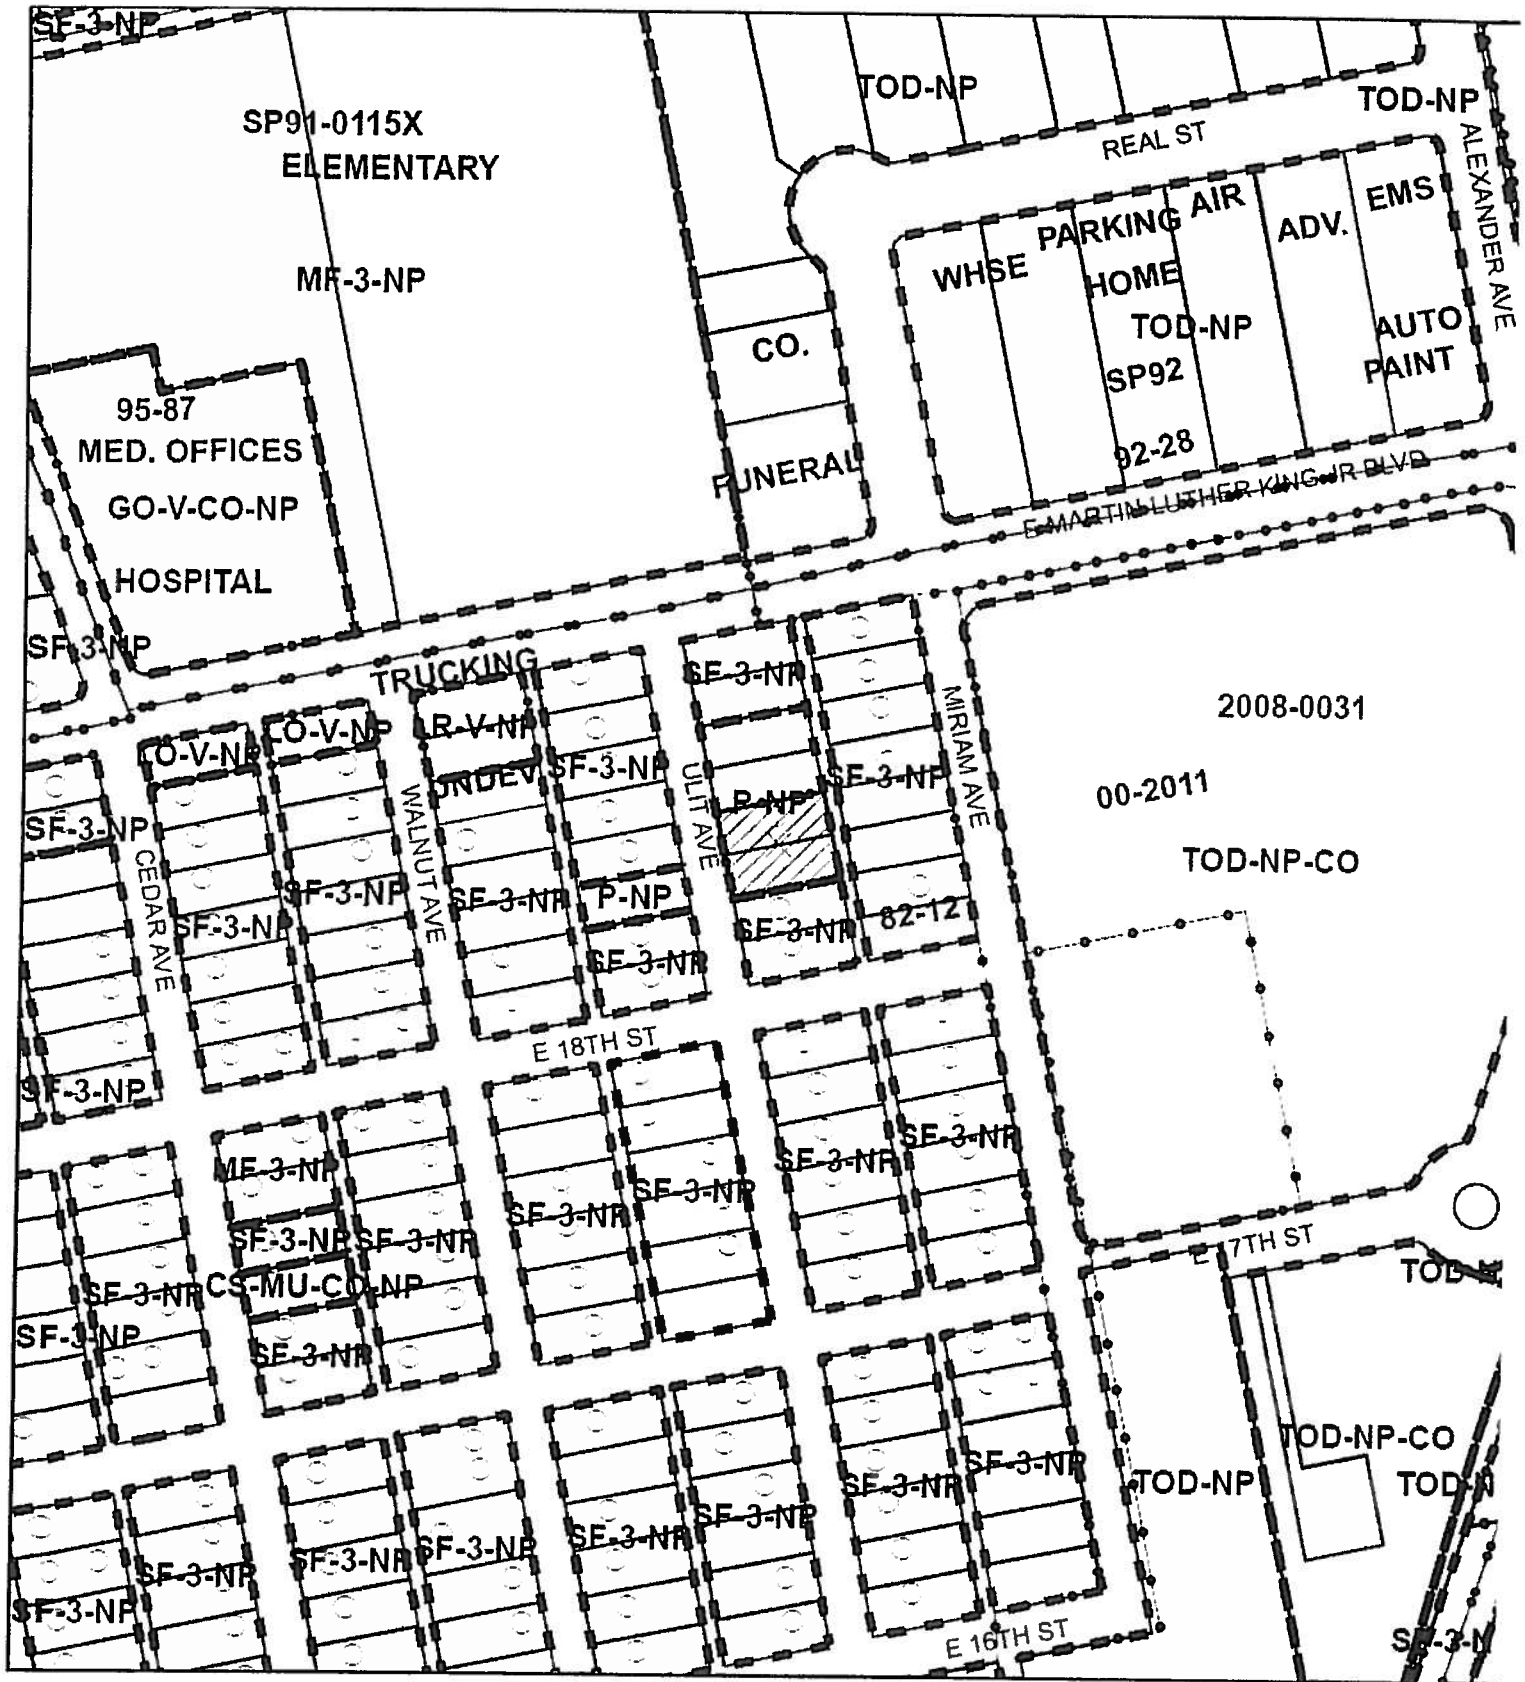 SF-3-NP
SP91-0115X
ELEMENTARY
MF-3-NP
TOD-NP
TOD-NP
REAL ST
ALEXANDER AVE
WHSE
PARKING
HOME
AIR
ADV.
EMS
TOD-NP
SP92
92-28
AUTO
PAINT
CO.
FUNERAL
E MARTIN LUTHER KING JR BLVD
95-87
MED. OFFICES
GO-V-CO-NP
HOSPITAL
SF-3-NP
TRUCKING
LO-V-NP
LO-V-NP
LR-V-NP
UNDEV
SF-3-NP
SF-3-NP
P-NP
SF-3-NP
MIRIAM AVE
2008-0031
00-2011
TOD-NP-CO
SF-3-NP
CEDAR AVE
SF-3-NP
SF-3-NP
WALNUT AVE
SF-3-NP
P-NP
SF-3-NP
ULIT AVE
SF-3-NP
82-12
E 18TH ST
SF-3-NP
MF-3-NP
SF-3-NP
SF-3-NP
CS-MU-CO-NP
SF-3-NP
SF-3-NP
SF-3-NP
SF-3-NP
SF-3-NP
SF-3-NP
SF-3-NP
E 17TH ST
TOD-N
TOD-NP-CO
TOD-N
TOD-NP
SF-3-NP
SF-3-NP
SF-3-NP
SF-3-NP
SF-3-NP
SF-3-NP
SF-3-NP
SF-3-NP
E 16TH ST
SF-3-N